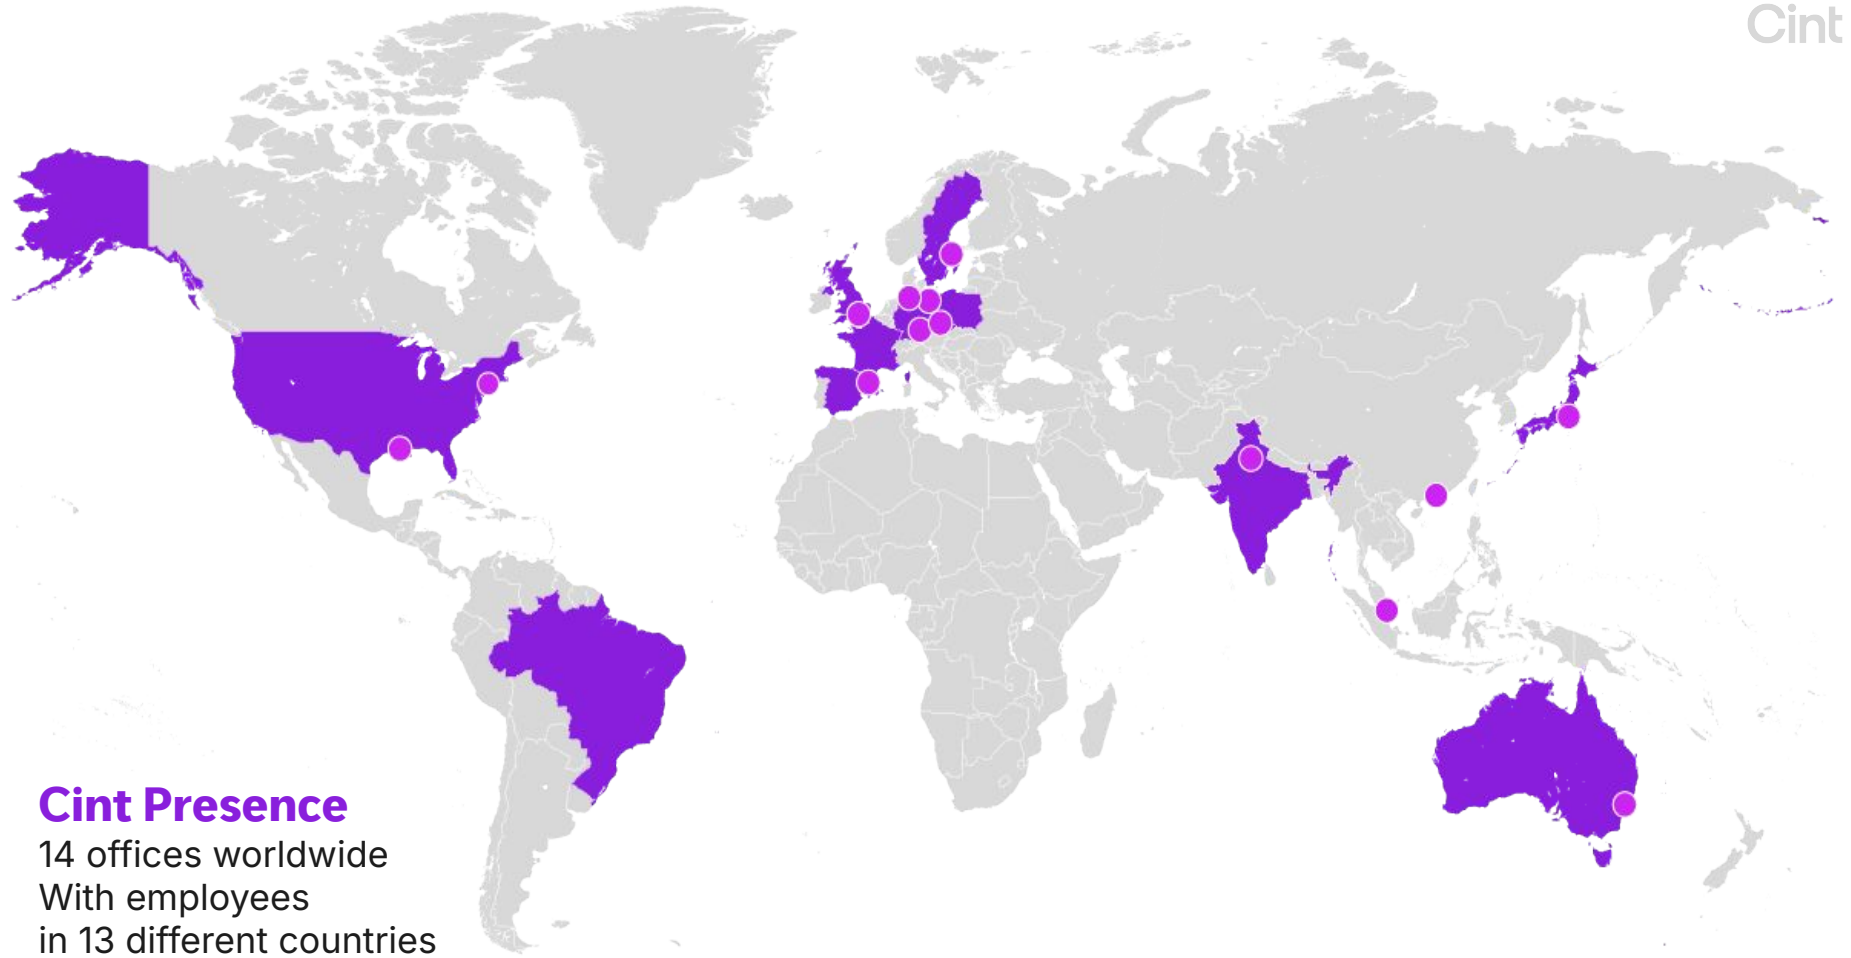 Cint
Cint Presence
14 offices worldwide
With employees
in 13 different countries